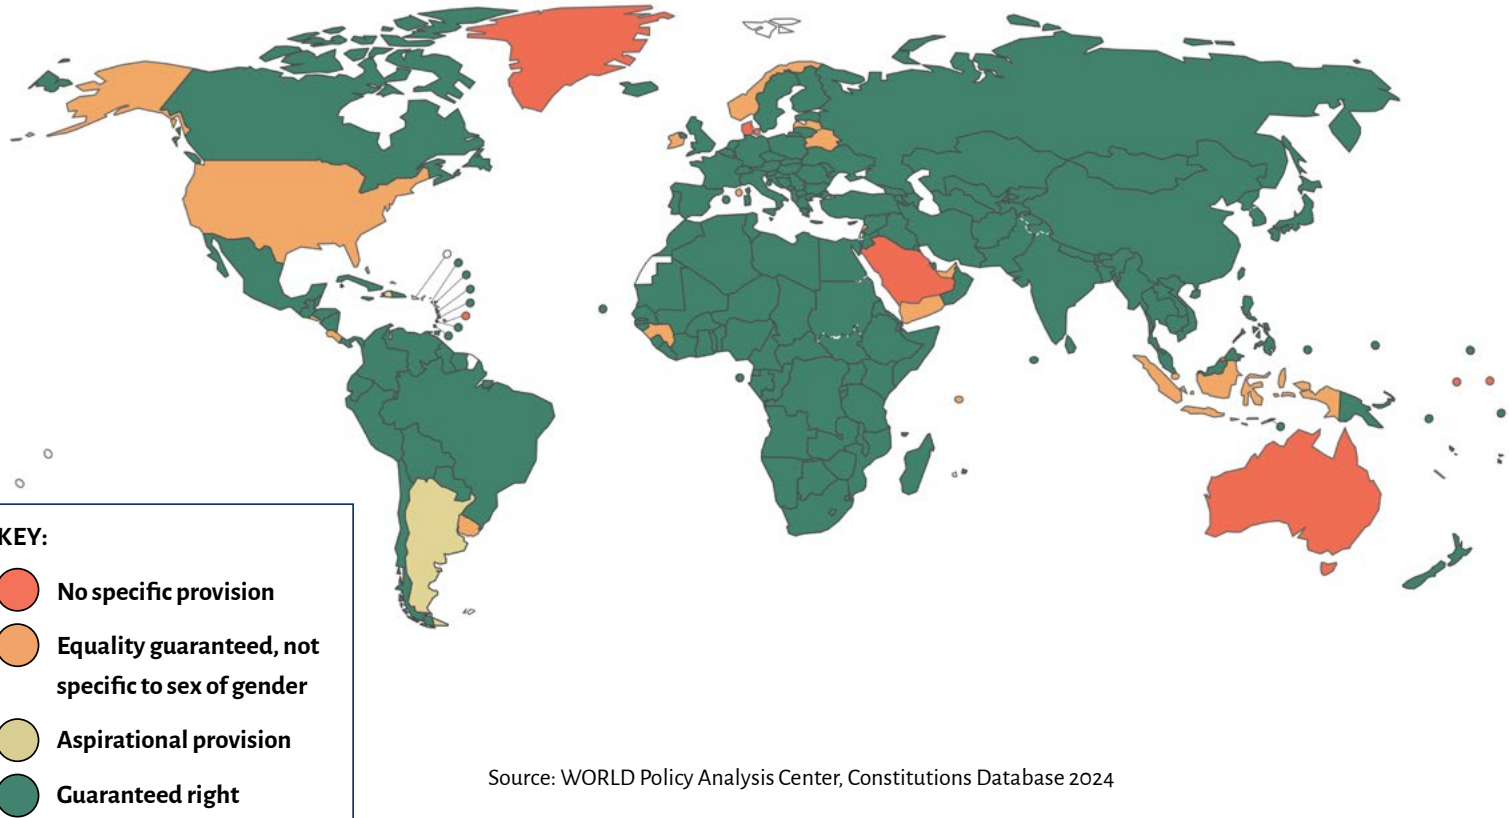 KEY:
No specific provision
Equality guaranteed, not
specific to sex of gender
Aspirational provision
Guaranteed right
Source: WORLD Policy Analysis Center, Constitutions Database 2024